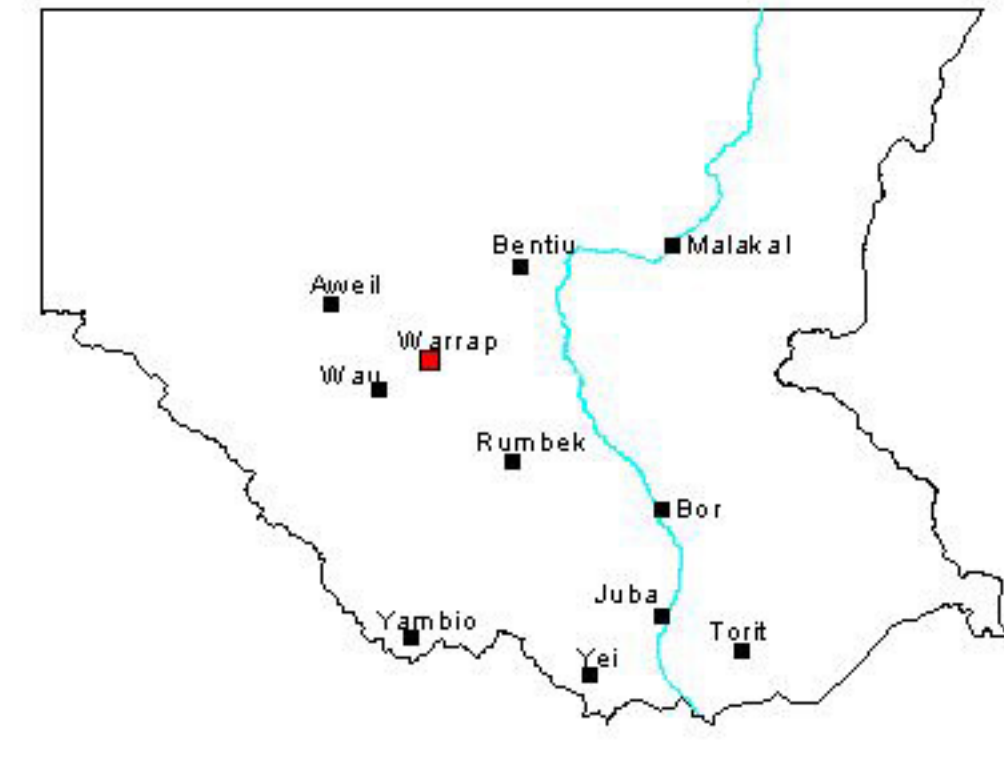 Bentiu
Malakal
Aweil
Warrap
Wau
Rumbek
Bor
Juba
Yambio
Torit
Yei